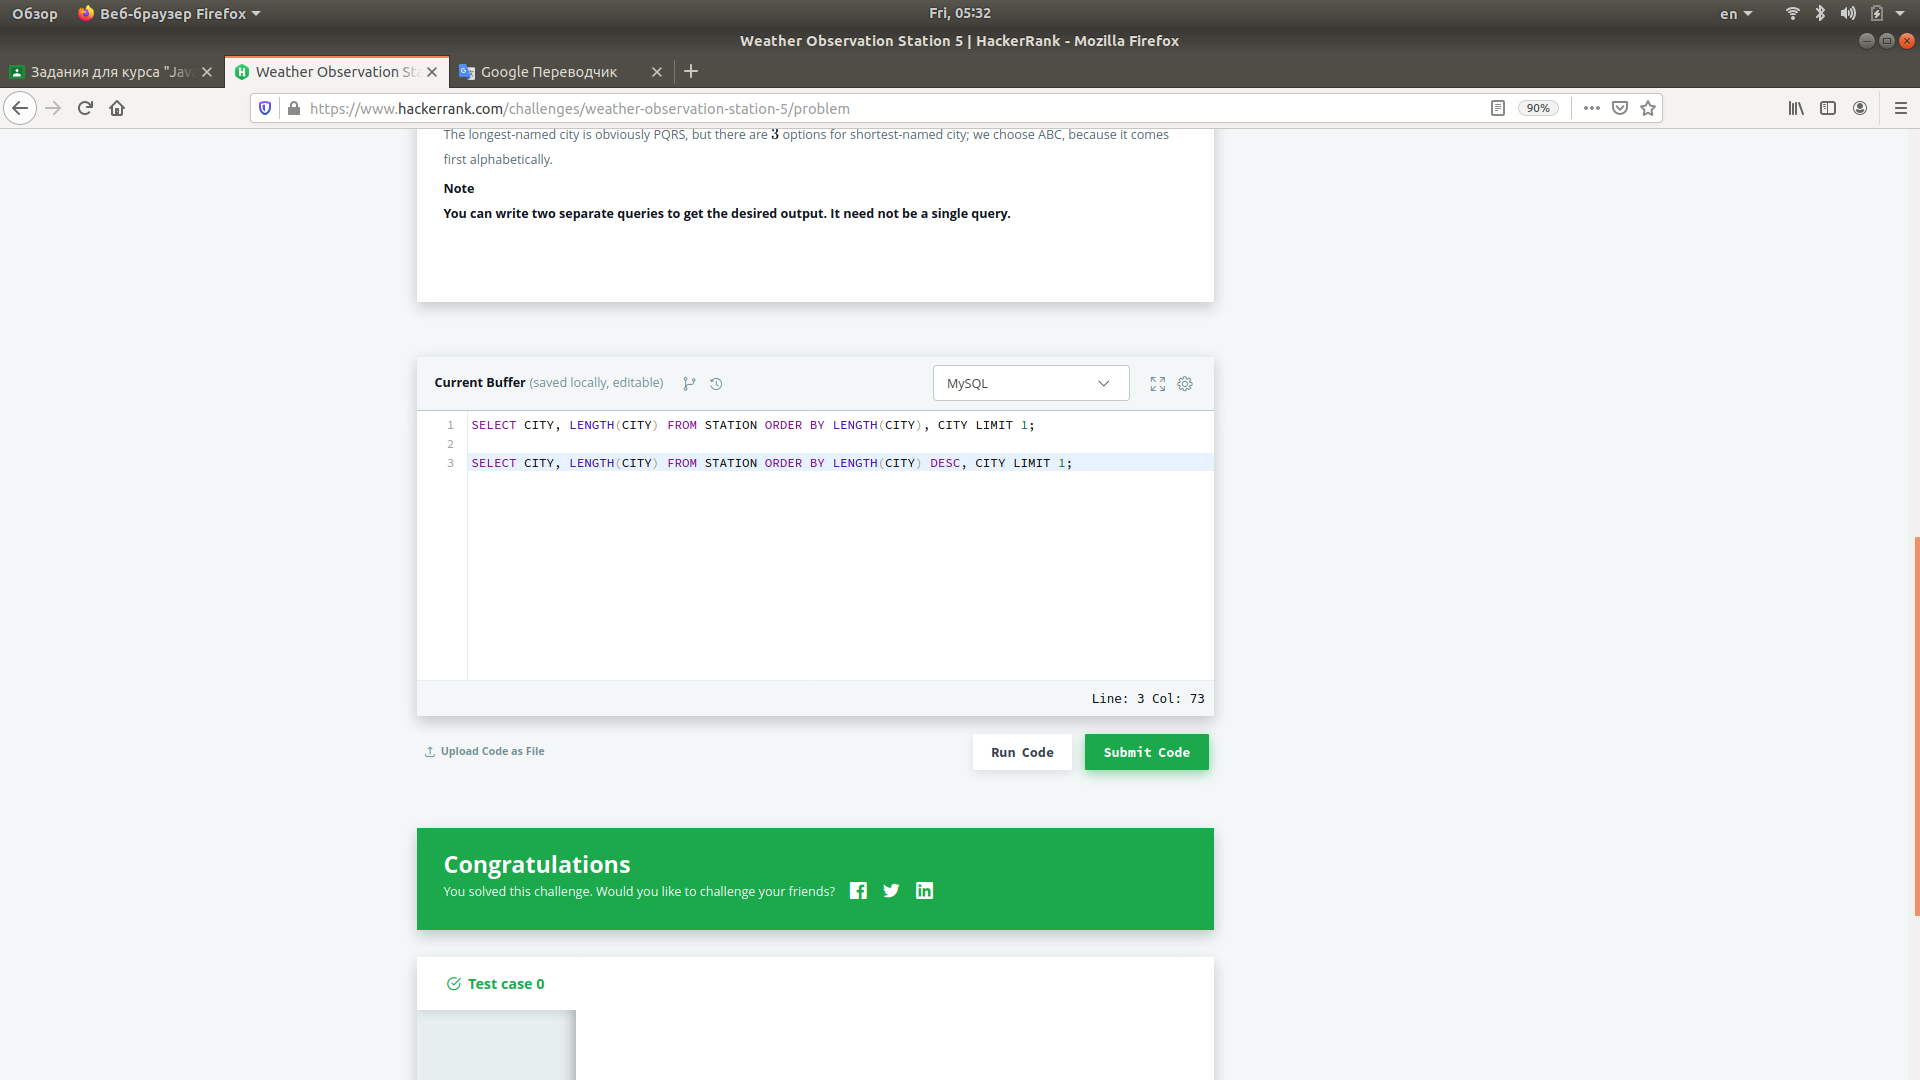 Обзор
Веб-браузер Firefox
Fri, 05:32
en
Weather Observation Station 5 | HackerRank - Mozilla Firefox
Задания для курса "Jav
Weather Observation Sta
Google Переводчик
https://www.hackerrank.com/challenges/weather-observation-station-5/problem
90%
The longest-named city is obviously PQRS, but there are 3 options for shortest-named city; we choose ABC, because it comes
first alphabetically.
Note
You can write two separate queries to get the desired output. It need not be a single query.
Current Buffer (saved locally, editable)
MySQL
1 SELECT CITY, LENGTH(CITY) FROM STATION ORDER BY LENGTH(CITY), CITY LIMIT 1;
2
3 SELECT CITY, LENGTH(CITY) FROM STATION ORDER BY LENGTH(CITY) DESC, CITY LIMIT 1;
Line: 3 Col: 73
Upload Code as File
Run Code
Submit Code
Congratulations
You solved this challenge. Would you like to challenge your friends?
Test case 0